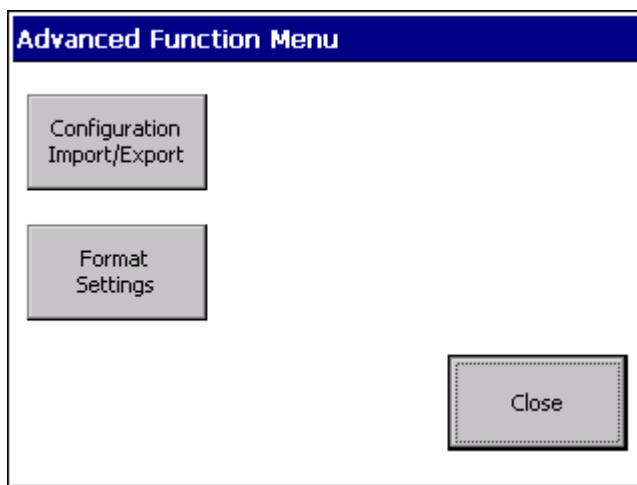 Advanced Function Menu
Configuration
Import/Export
Format
Settings
Close